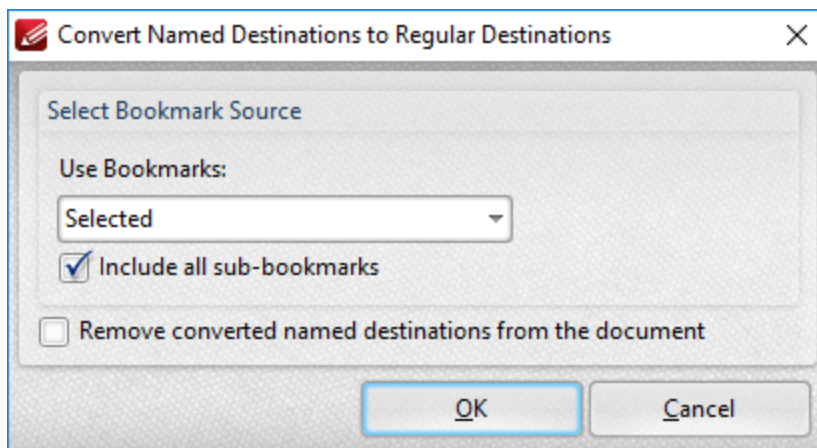 Convert Named Destinations to Regular Destinations
Select Bookmark Source
Use Bookmarks:
Selected
Include all sub-bookmarks
Remove converted named destinations from the document
OK
Cancel